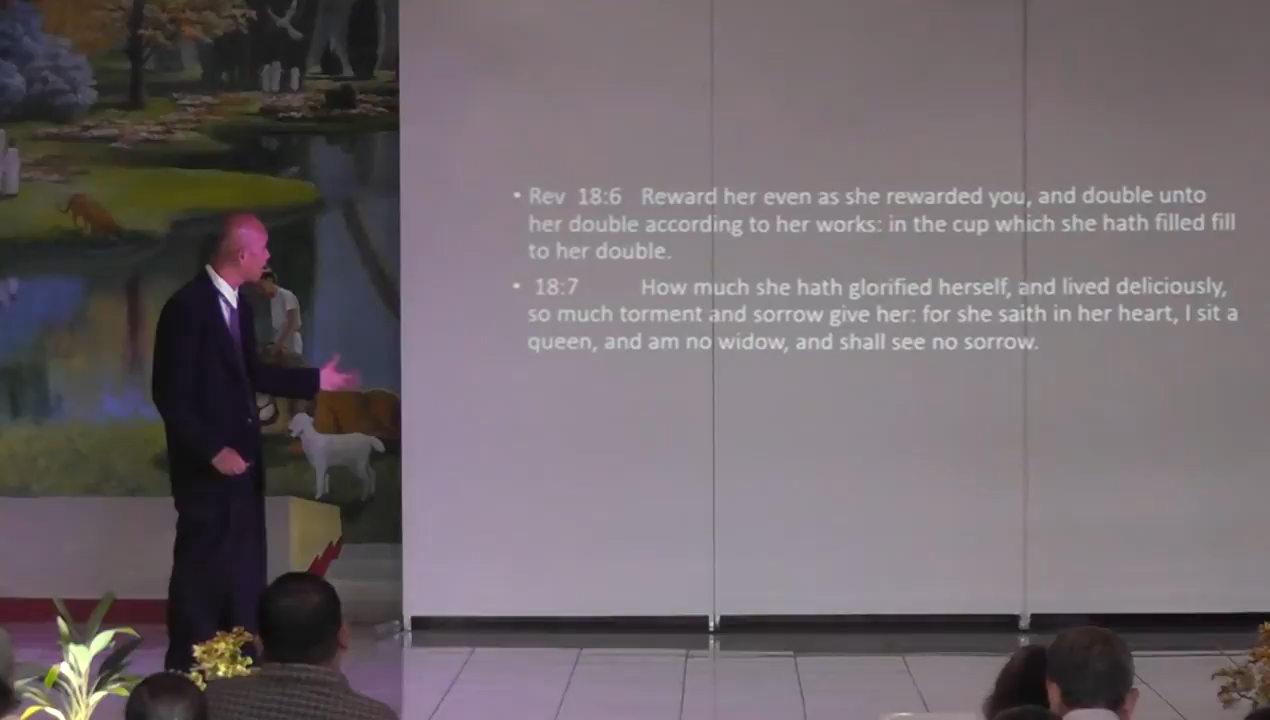 • Rev 18:6 Reward her even as she rewarded you, and double unto
her double according to her works: in the cup which she hath filled fill
to her double.
• 18:7 How much she hath glorified herself, and lived deliciously,
so much torment and sorrow give her: for she saith in her heart, I sit a
queen, and am no widow, and shall see no sorrow.